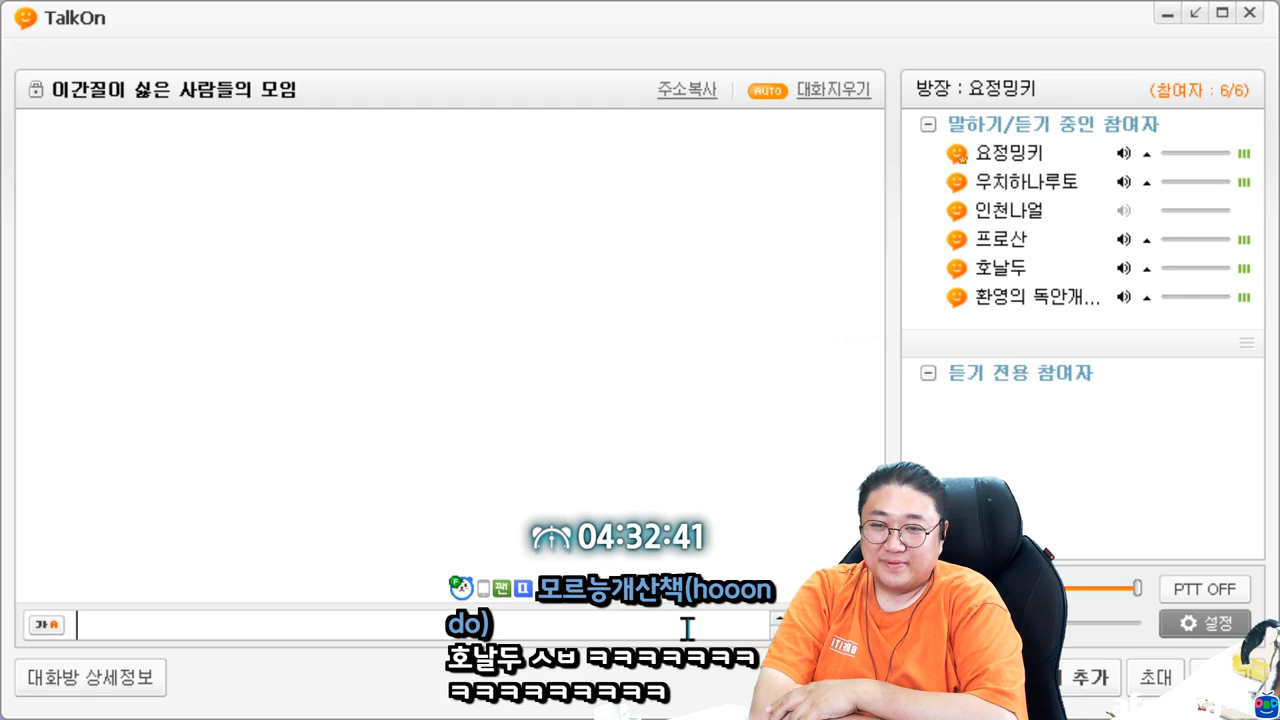 TalkOn
이간질이 싫은 사람들의 모임
주소복사
AUTO
대화지우기
방장 : 요정밍키
(참여자 : 6/6)
말하기/듣기 중인 참여자
요정밍키
우치하나루토
인천나얼
프로산
호날두
환영의 독안개...
듣기 전용 참여자
04:32:41
F 팬 모르능개산책(hooon
do)
호날두 ㅅㅂ ㅋㅋㅋㅋㅋㅋㅋ
ㅋㅋㅋㅋㅋㅋㅋㅋㅋ
가A
PTT OFF
설정
대화방 상세정보
추가
초대